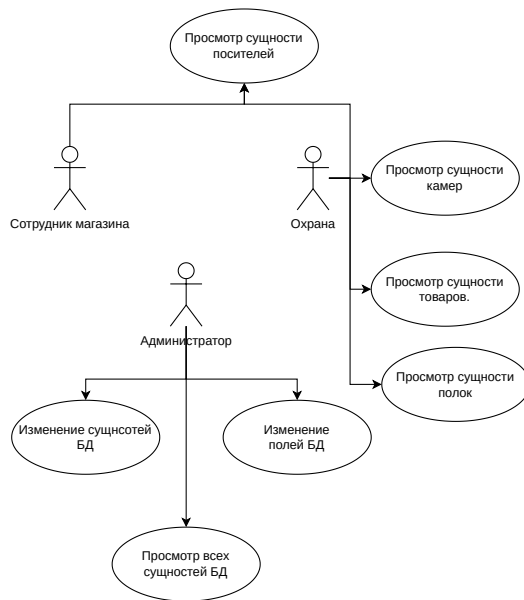 Просмотр сущности
посителей
Просмотр сущности
камер
Сотрудник магазина
Охрана
Просмотр сущности
товаров.
Администратор
Просмотр сущности
полок
Изменение сущнсотей
БД
Изменение
полей БД
Просмотр всех
сущностей БД